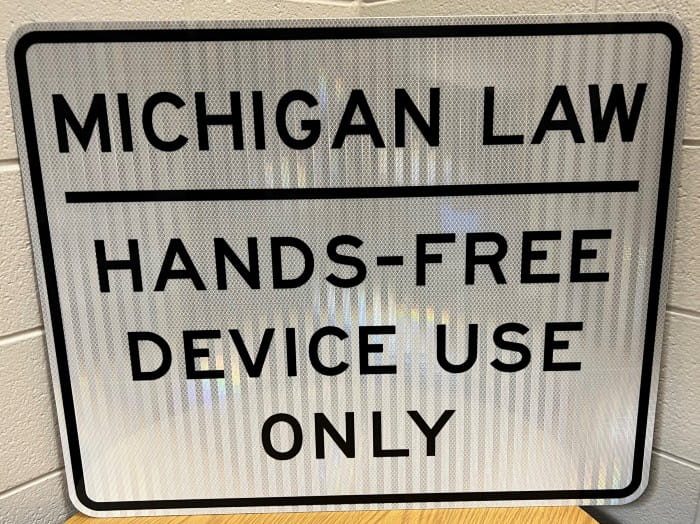 MICHIGAN LAW
HANDS-FREE
DEVICE USE
ONLY